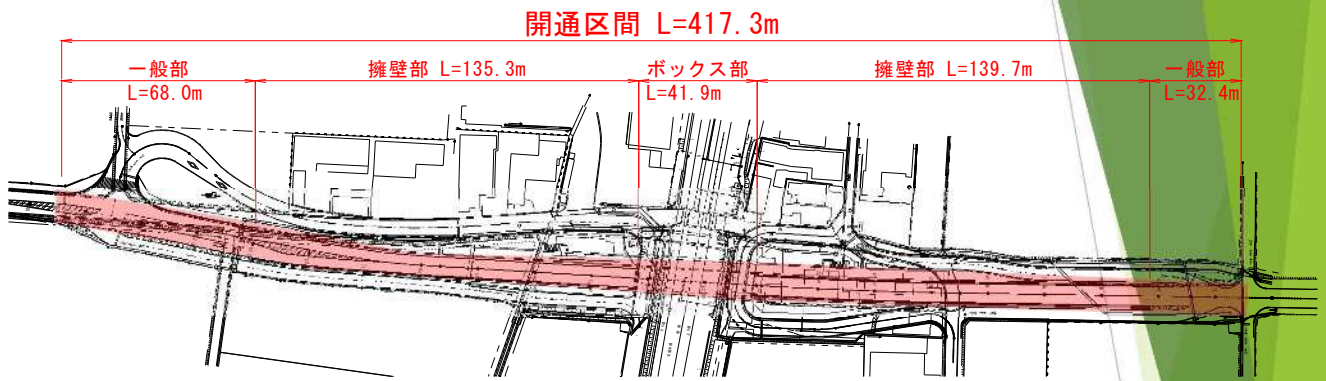 開通区間 L=417.3m
一般部
L=68.0m
擁壁部 L=135.3m
ボックス部
L=41.9m
擁壁部 L=139.7m
一般部
L=32.4m